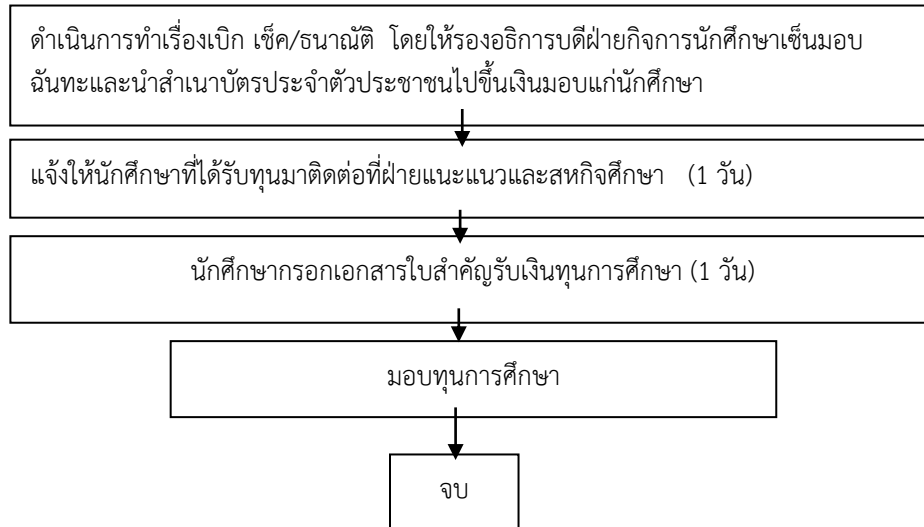 ดำเนินการทำเรื่องเบิก เช็ค/ธนาณัติ โดยให้รองอธิการบดีฝ่ายกิจการนักศึกษาเซ็นมอบ
ฉันทะและนำสำเนาบัตรประจำตัวประชาชนไปขึ้นเงินมอบแก่นักศึกษา
แจ้งให้นักศึกษาที่ได้รับทุนมาติดต่อที่ฝ่ายแนะแนวและสหกิจศึกษา (1 วัน)
นักศึกษากรอกเอกสารใบสำคัญรับเงินทุนการศึกษา (1 วัน)
มอบทุนการศึกษา
จบ